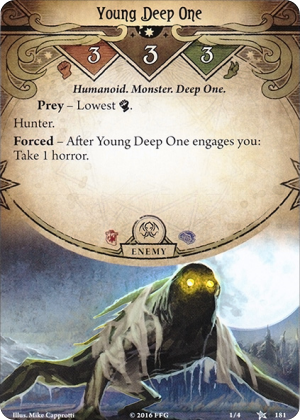 Young Deep One
3 3 3
Humanoid. Monster. Deep One.
Prey – Lowest .
Hunter.
Forced – After Young Deep One engages you:
Take 1 horror.
ENEMY
Illus. Mike Capprotti © 2016 FFG 1/4 181